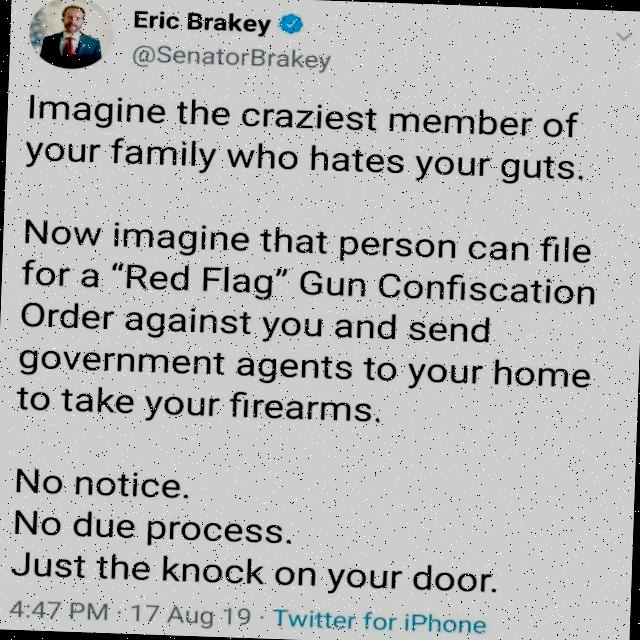 Eric Brakey
@SenatorBrakey
Imagine the craziest member of
your family who hates your guts.
Now imagine that person can file
for a “Red Flag” Gun Confiscation
Order against you and send
government agents to your home
to take your firearms.
No notice.
No due process.
Just the knock on your door.
4:47 PM · 17 Aug 19 · Twitter for iPhone